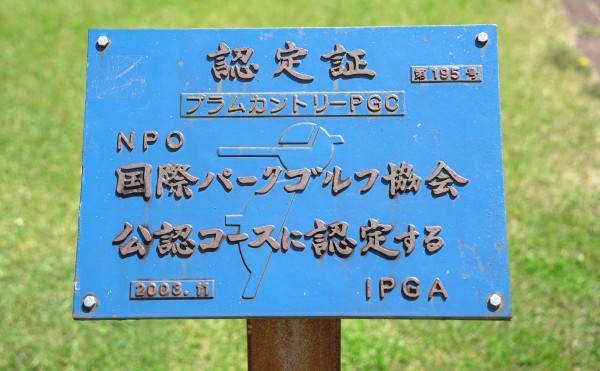 認定証
第195号
プラムカントリーPGC
NPO
国際パークゴルフ協会
公認コースに認定する
2003.11
IPGA